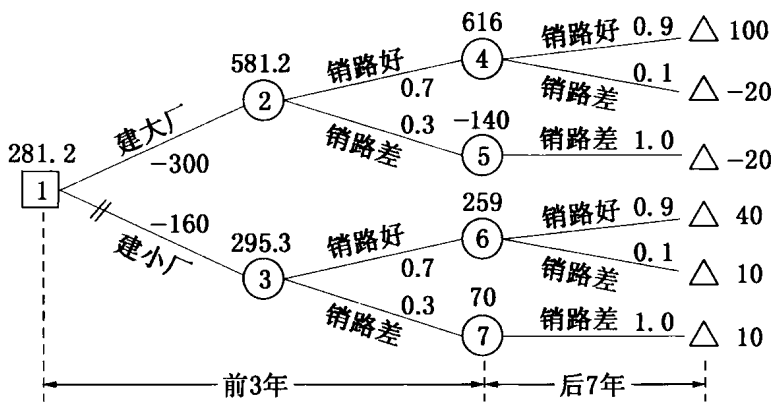 616
销路好 0.9 100
581.2
销路好
4
0.1
2
0.7
销路差
-20
建大厂
0.3
-140
281.2
-300
销路差
5
销路差 1.0
-20
1
-160
259
销路好 0.9
40
建小厂
295.3
销路好
6
0.1
3
0.7
销路差
10
0.3
70
销路差
7
销路差 1.0
10
前3年
后7年